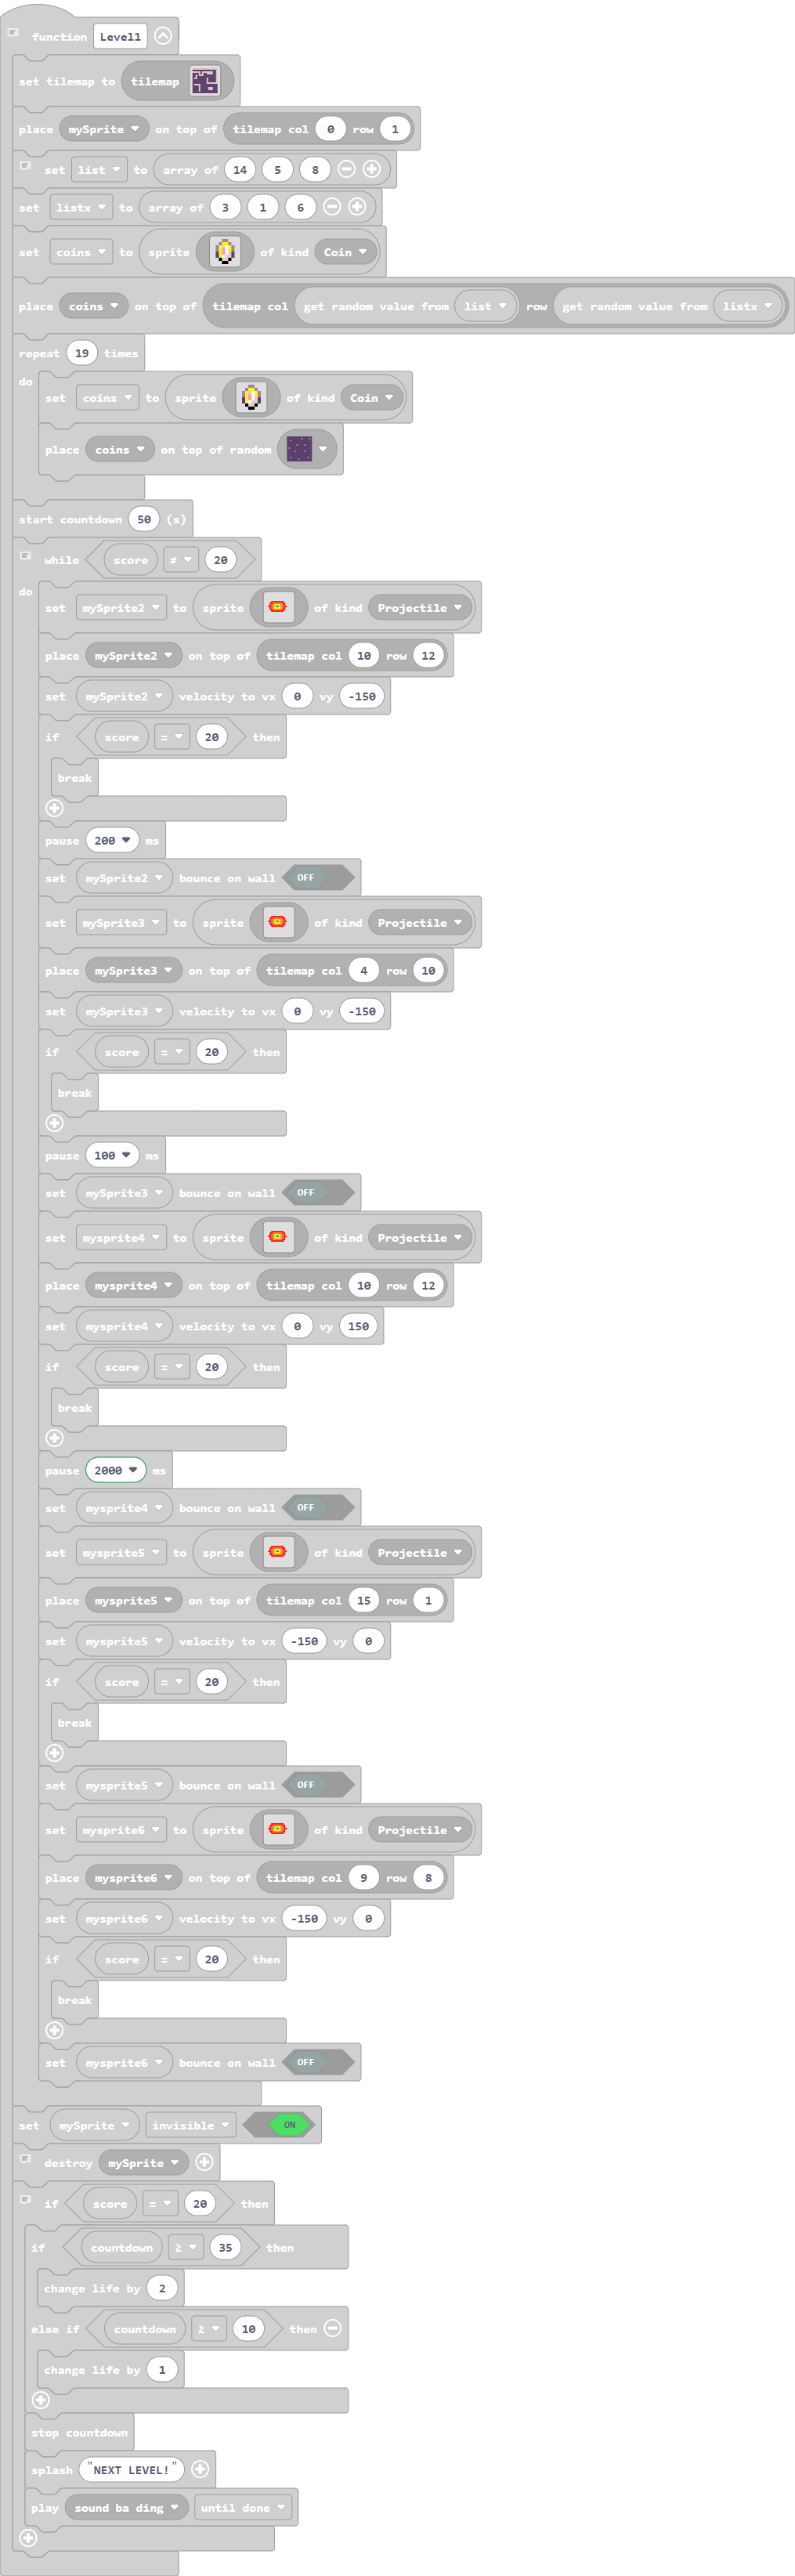 function Level1
set tilemap to tilemap
place mySprite on top of tilemap col 0 row 1
set list to array of 14 5 8
set listx to array of 3 1 6
set coins to sprite of kind Coin
place coins on top of tilemap col get random value from list row get random value from listx
repeat 19 times
do
set coins to sprite of kind Coin
place coins on top of random
start countdown 50 (s)
while score ≠ 20
do
set mySprite2 to sprite of kind Projectile
place mySprite2 on top of tilemap col 10 row 12
set mySprite2 velocity to vx 0 vy -150
if score = 20 then
break
pause 200 ms
set mySprite2 bounce on wall OFF
set mySprite3 to sprite of kind Projectile
place mySprite3 on top of tilemap col 4 row 10
set mySprite3 velocity to vx 0 vy -150
if score = 20 then
break
pause 100 ms
set mySprite3 bounce on wall OFF
set mysprite4 to sprite of kind Projectile
place mysprite4 on top of tilemap col 10 row 12
set mysprite4 velocity to vx 0 vy 150
if score = 20 then
break
pause 2000 ms
set mysprite4 bounce on wall OFF
set mysprite5 to sprite of kind Projectile
place mysprite5 on top of tilemap col 15 row 1
set mysprite5 velocity to vx -150 vy 0
if score = 20 then
break
set mysprite5 bounce on wall OFF
set mysprite6 to sprite of kind Projectile
place mysprite6 on top of tilemap col 9 row 8
set mysprite6 velocity to vx -150 vy 0
if score = 20 then
break
set mysprite6 bounce on wall OFF
set mySprite invisible ON
destroy mySprite
if score = 20 then
if countdown ≥ 35 then
change life by 2
else if countdown ≥ 10 then
change life by 1
stop countdown
splash "NEXT LEVEL!"
play sound ba ding until done